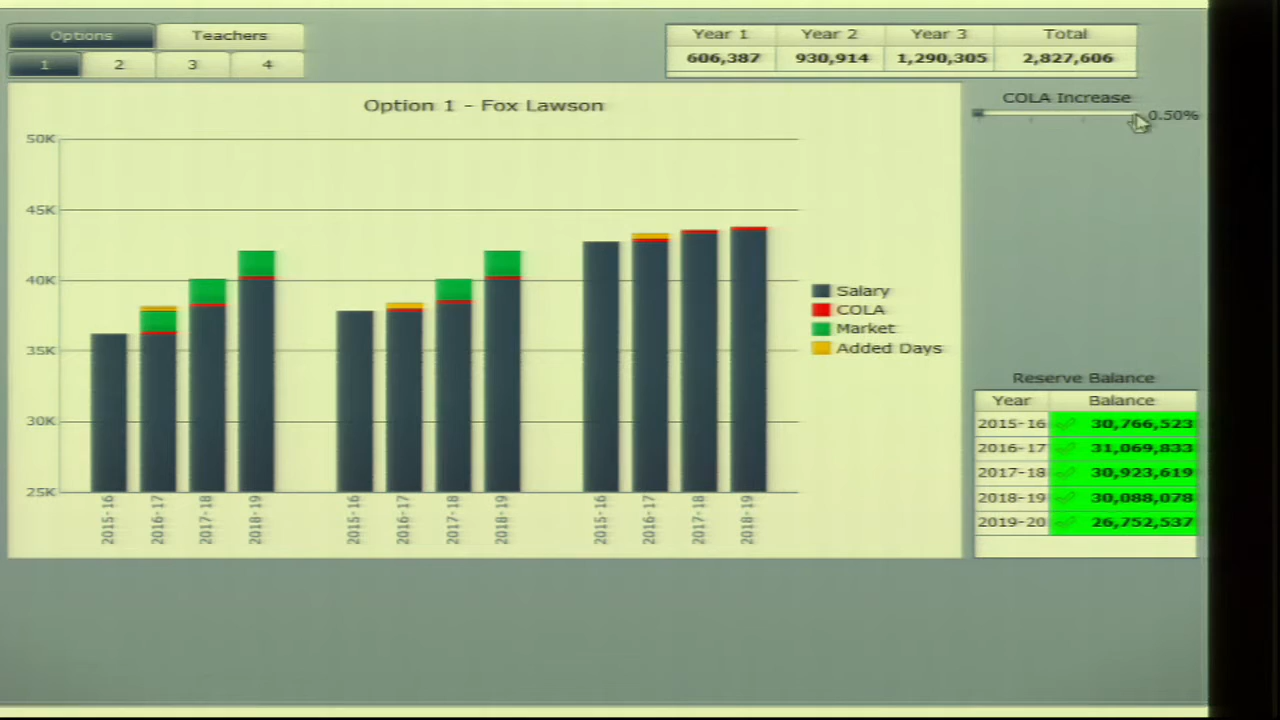 Options Teachers
1 2 3 4
Year 1 Year 2 Year 3 Total
606,387 930,914 1,290,305 2,827,606
Option 1 - Fox Lawson
COLA Increase
0.50%
50K
45K
40K
35K
30K
25K
2015-16 2016-17 2017-18 2018-19 2015-16 2016-17 2017-18 2018-19 2015-16 2016-17 2017-18 2018-19
Salary
COLA
Market
Added Days
Reserve Balance
Year Balance
2015-16 30,766,523
2016-17 31,069,833
2017-18 30,923,619
2018-19 30,088,078
2019-20 26,752,537